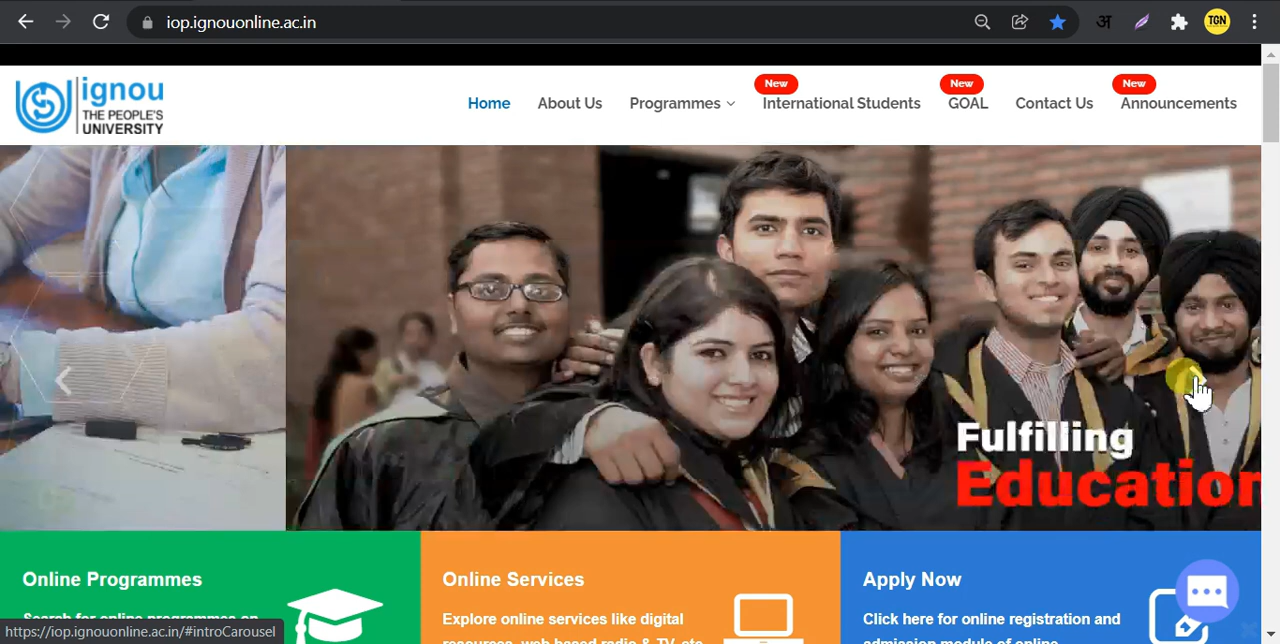 iop.ignouonline.ac.in
अ
TGN
ignou
THE PEOPLE'S
UNIVERSITY
Home
About Us
Programmes
New
International Students
New
GOAL
Contact Us
New
Announcements
Fulfilling
Education
Online Programmes
Search for online programmes on
Online Services
Explore online services like digital
resources, web based radio & TV, etc
Apply Now
Click here for online registration and
admission module of online
https://iop.ignouonline.ac.in/#introCarousel